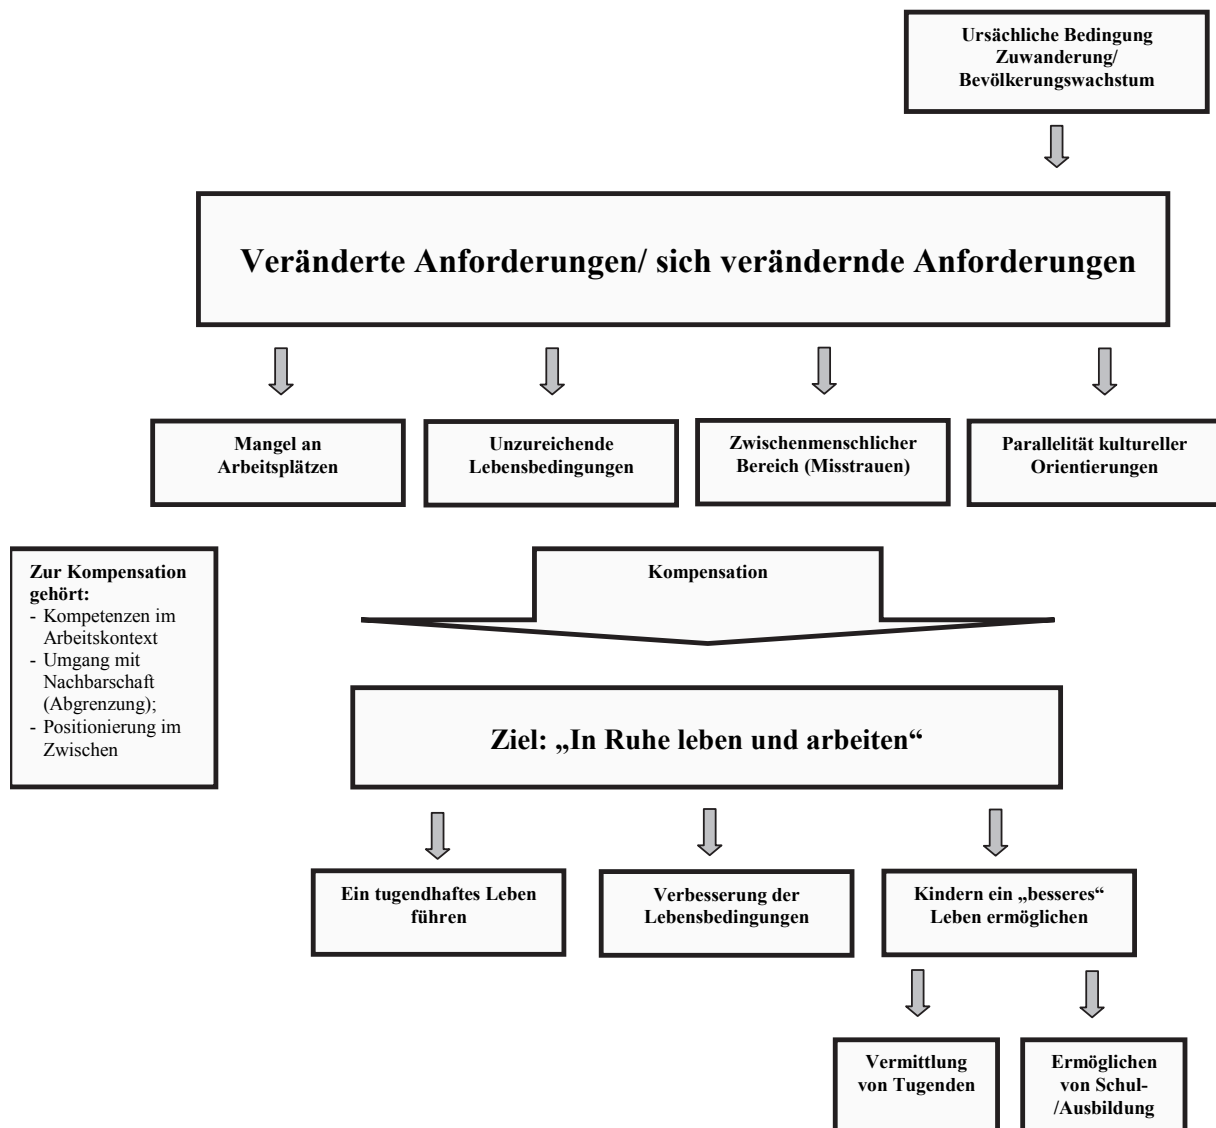 Ursächliche Bedingung
Zuwanderung/
Bevölkerungswachstum
Veränderte Anforderungen/ sich verändernde Anforderungen
Mangel an
Arbeitsplätzen
Unzureichende
Lebensbedingungen
Zwischenmenschlicher
Bereich (Misstrauen)
Parallelität kultureller
Orientierungen
Zur Kompensation
gehört:
- Kompetenzen im
Arbeitskontext
- Umgang mit
Nachbarschaft
(Abgrenzung);
- Positionierung im
Zwischen
Kompensation
Ziel: „In Ruhe leben und arbeiten“
Ein tugendhaftes Leben
führen
Verbesserung der
Lebensbedingungen
Kindern ein „besseres“
Leben ermöglichen
Vermittlung
von Tugenden
Ermöglichen
von Schul-
/Ausbildung